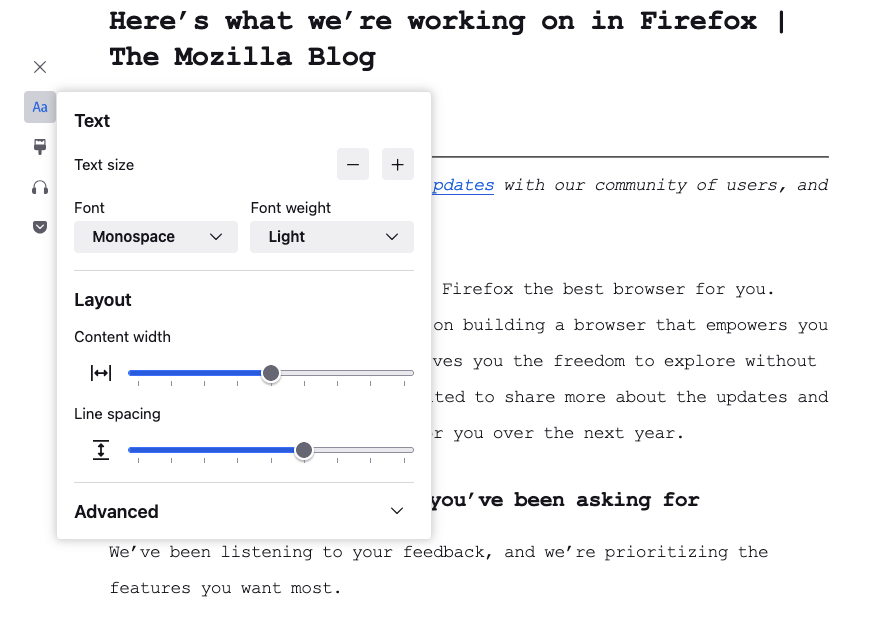 Here’s what we’re working on in Firefox |
The Mozilla Blog
Aa
Text
Text size
Font
Font weight
Monospace
Light
Layout
Content width
Line spacing
Advanced
with our community of users, and
Firefox the best browser for you.
on building a browser that empowers you
you the freedom to explore without
to share more about the updates and
you over the next year.
you’ve been asking for
We’ve been listening to your feedback, and we’re prioritizing the
features you want most.